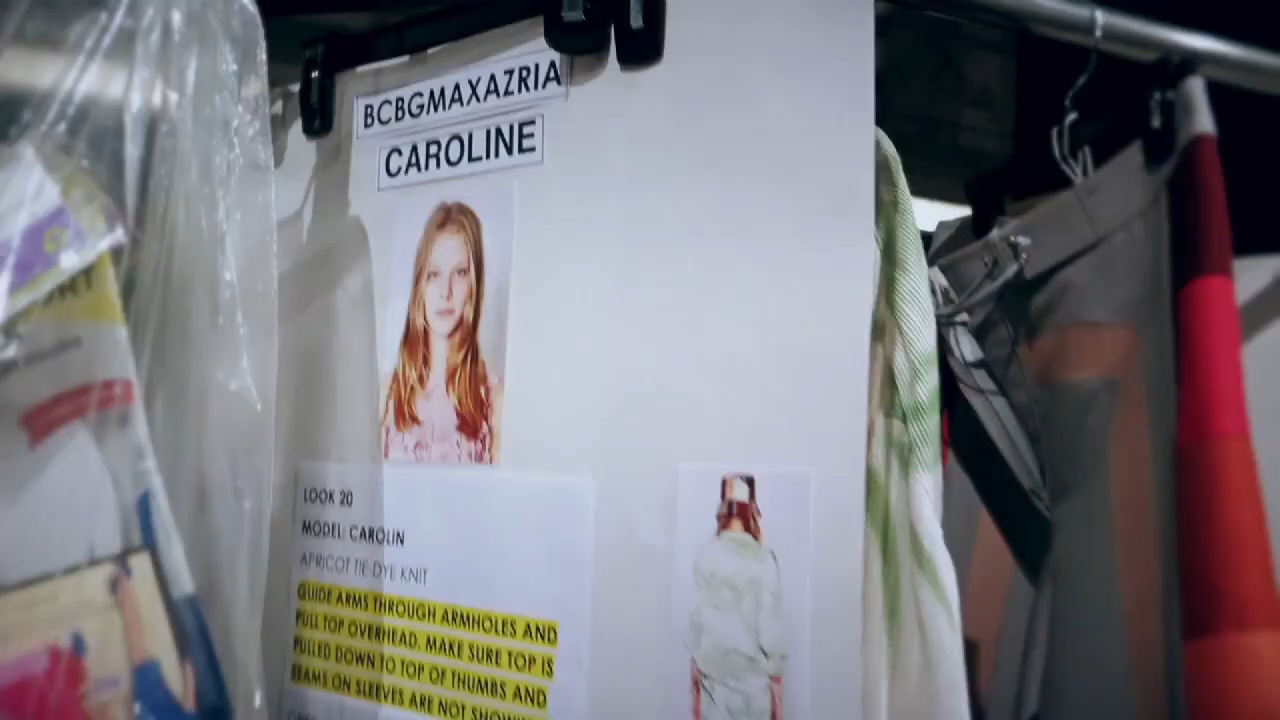 BCBGMAXAZRIA
CAROLINE
LOOK 20
MODEL: CAROLIN
APRICOT TIE-DYE KNIT
GUIDE ARMS THROUGH ARMHOLES AND
PULL TOP OVERHEAD, MAKE SURE TOP IS
PULLED DOWN TO TOP OF THUMBS AND
SEAMS ON SLEEVES ARE NOT